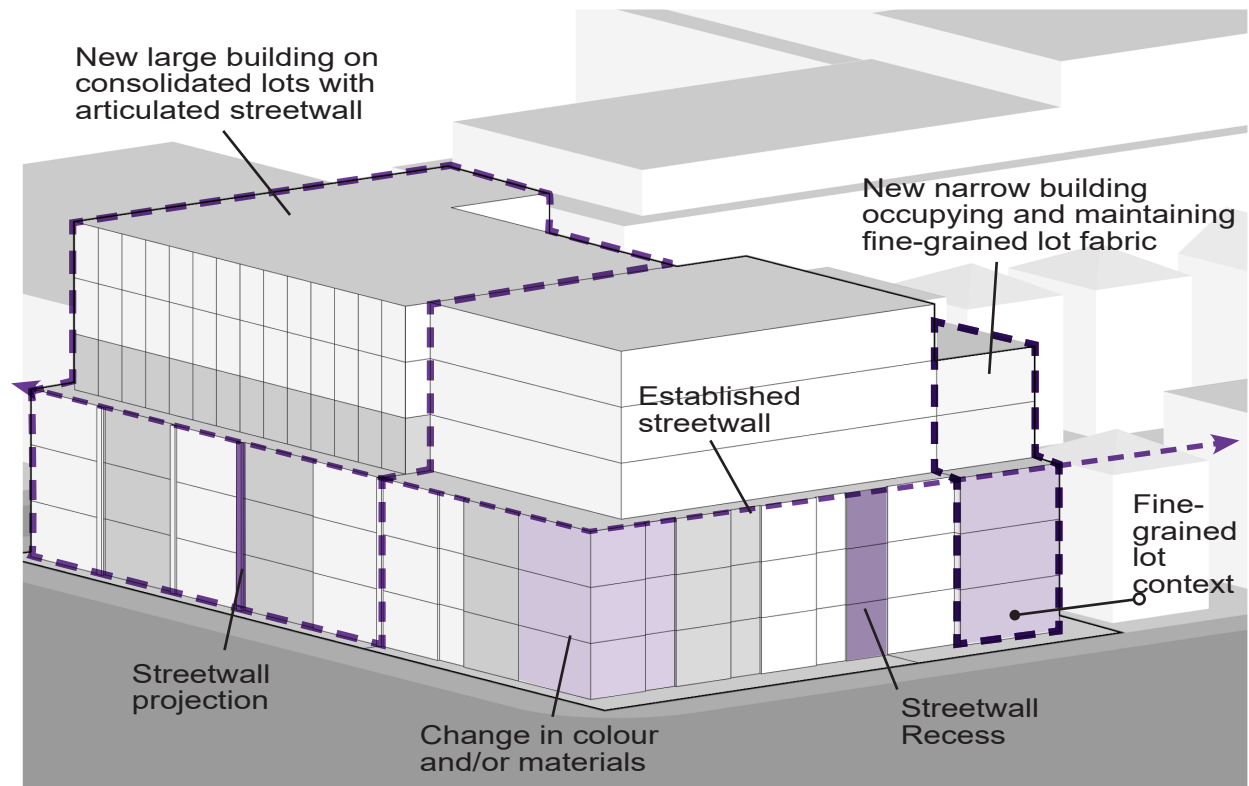 New large building on
consolidated lots with
articulated streetwall
New narrow building
occupying and maintaining
fine-grained lot fabric
Established
streetwall
Fine-
grained
lot
context
Streetwall
projection
Change in colour
and/or materials
Streetwall
Recess